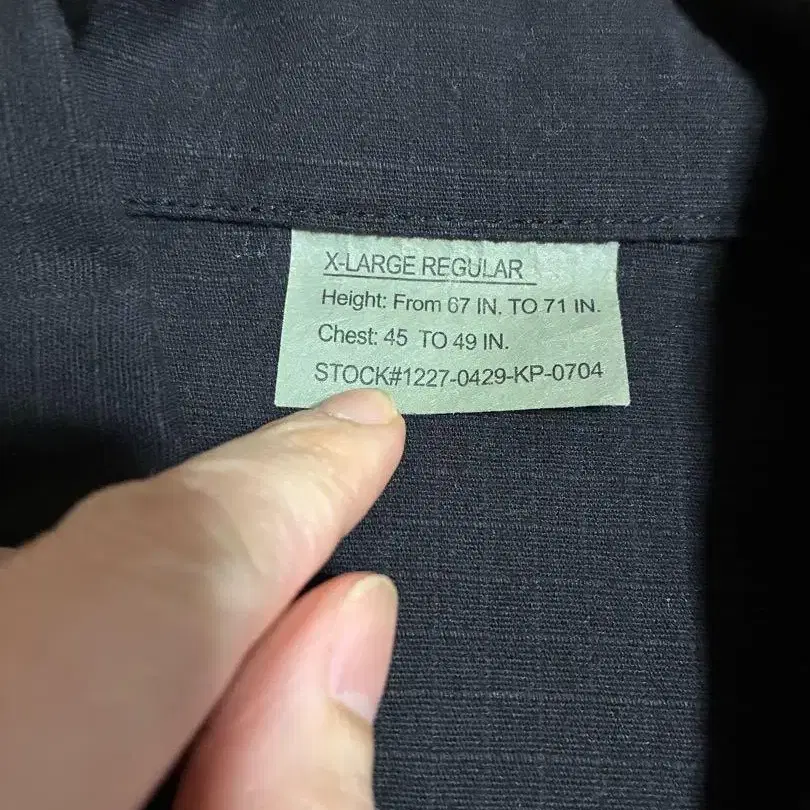 X-LARGE REGULAR
Height: From 67 IN. TO 71 IN.
Chest: 45 TO 49 IN.
STOCK#1227-0429-KP-0704